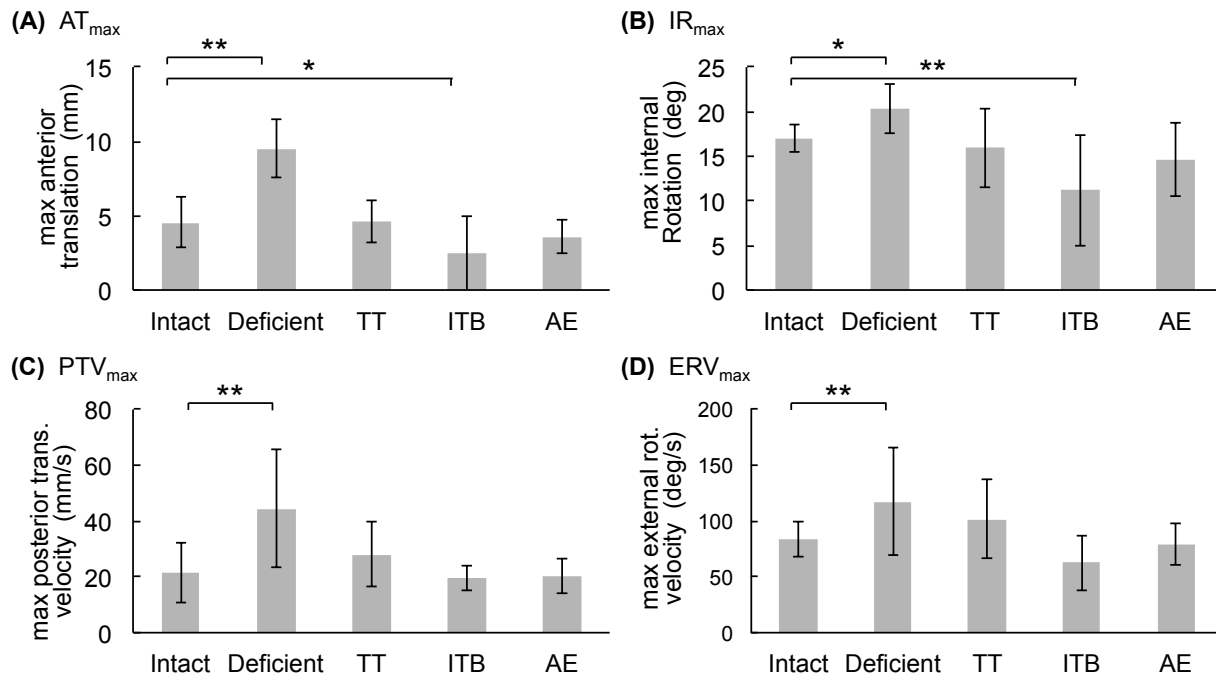 (A) ATmax
**
*
max anterior
translation (mm)
15
10
5
0
Intact Deficient TT ITB AE
(B) IRmax
*
**
max internal
Rotation (deg)
25
20
15
10
5
0
Intact Deficient TT ITB AE
(C) PTVmax
**
max posterior trans.
velocity (mm/s)
80
60
40
20
0
Intact Deficient TT ITB AE
(D) ERVmax
**
max external rot.
velocity (deg/s)
200
150
100
50
0
Intact Deficient TT ITB AE